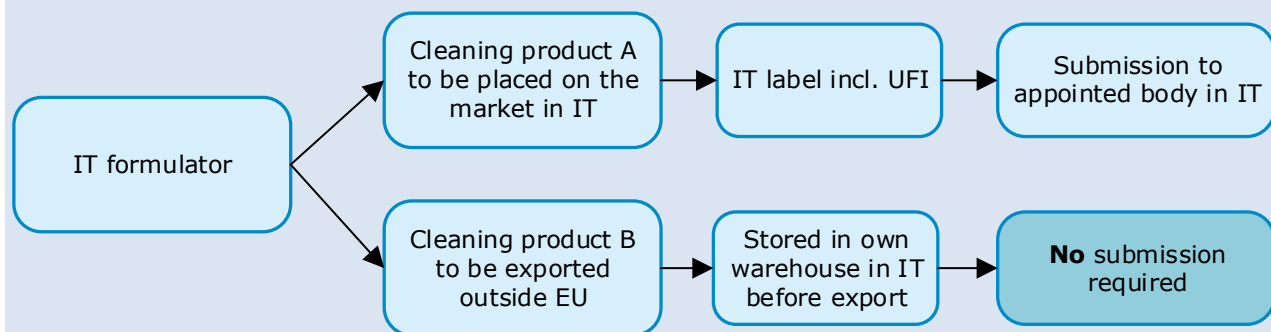 IT formulator
Cleaning product A
to be placed on the
market in IT
IT label incl. UFI
Submission to
appointed body in IT
Cleaning product B
to be exported
outside EU
Stored in own
warehouse in IT
before export
No submission
required